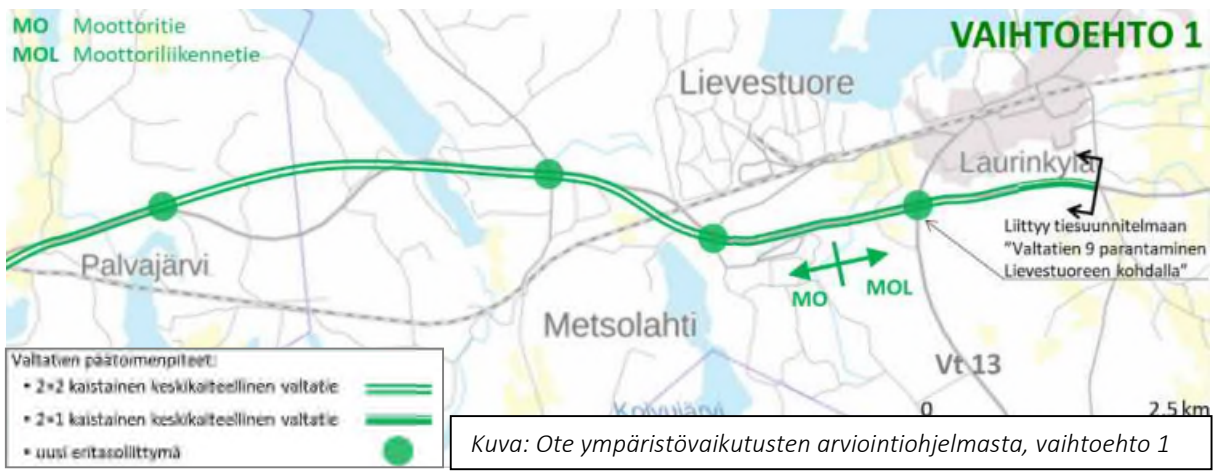 MO Moottoritie
MOL Moottoriliikennetie
VAIHTOEHTO 1
Lievestuore
Laurinkylä
Liittyy tiesuunnitelmaan
"Valtatien 9 parantaminen
Lievestuoreen kohdalla"
Palvajärvi
MO
MOL
Metsolahti
Vt 13
Koivujärvi
0
2.5 km
Valtatien päätoimenpiteet:
• 2+2 kaistainen keskikaiteellinen valtatie
• 2+1 kaistainen keskikaiteellinen valtatie
• uusi eritasoliittymä
Kuva: Ote ympäristövaikutusten arviointiohjelmasta, vaihtoehto 1